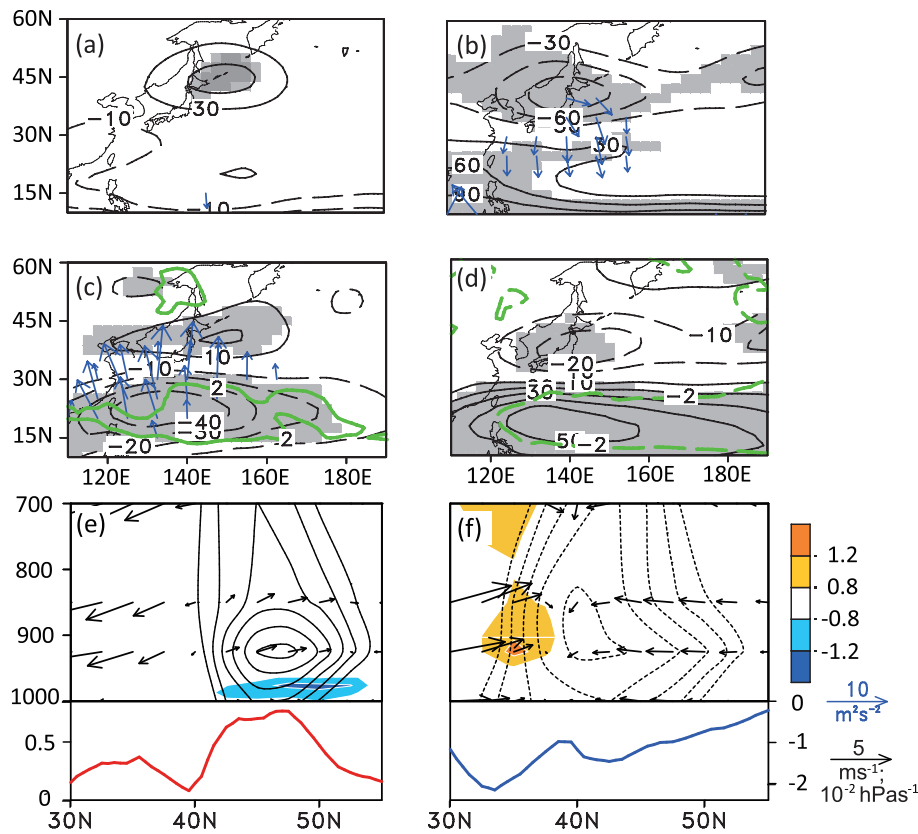 60N
45N
30N
15N
(a)
30
-10
-10
(b)
-30
-60
30
60
90
60N
45N
30N
15N
(c)
-10
-10
2
-40
-30
-20
2
120E 140E 160E 180E
(d)
-10
-20
-10
30
-2
50
-2
120E 140E 160E 180E
700
800
900
1000
(e)
0.5
0
30N 40N 50N
(f)
0
-1
-2
30N 40N 50N
1.2
0.8
-0.8
-1.2
10
m²s⁻²
5
ms⁻¹;
10⁻² hPas⁻¹